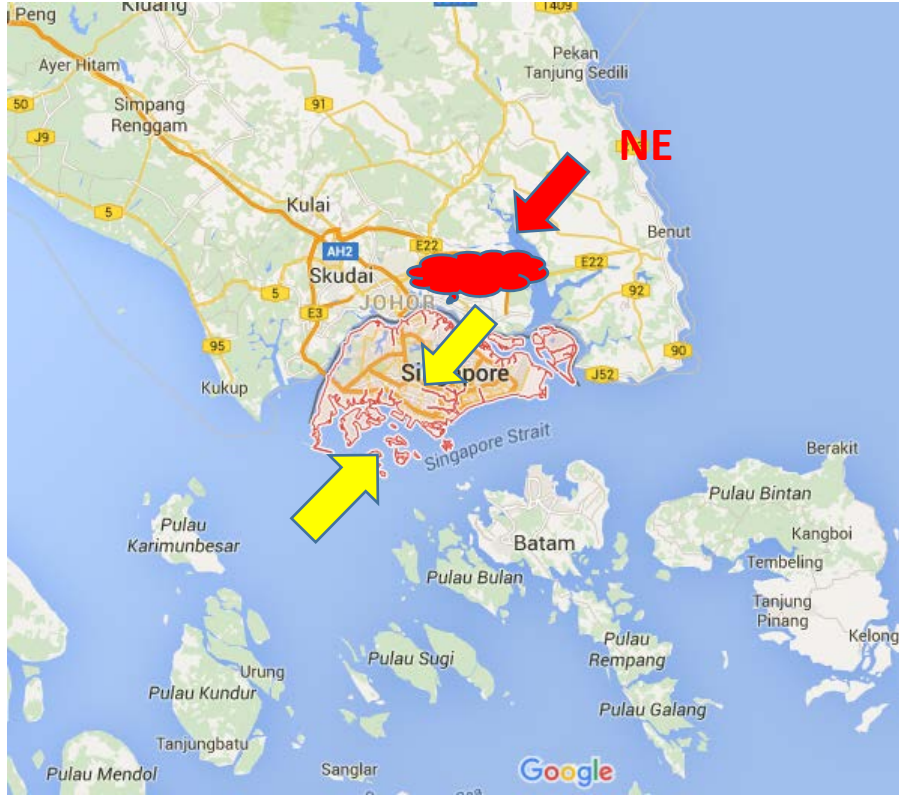 Peng
Kluang
1409
Ayer Hitam
Pekan
Tanjung Sedili
50
Simpang
Renggam
91
J9
NE
5
Kulai
Benut
AH2
E22
E22
Skudai
5
92
JOHOR
E3
95
90
Kukup
J52
Singapore Strait
Berakit
Pulau Bintan
Pulau
Karimunbesar
Batam
Kangboi
Tembeling
Pulau Bulan
Tanjung
Pinang
Pulau
Rempang
Kelong
Pulau Sugi
Urung
Pulau Kundur
Pulau Galang
Tanjungbatu
Sanglar
Google
Pulau Mendol